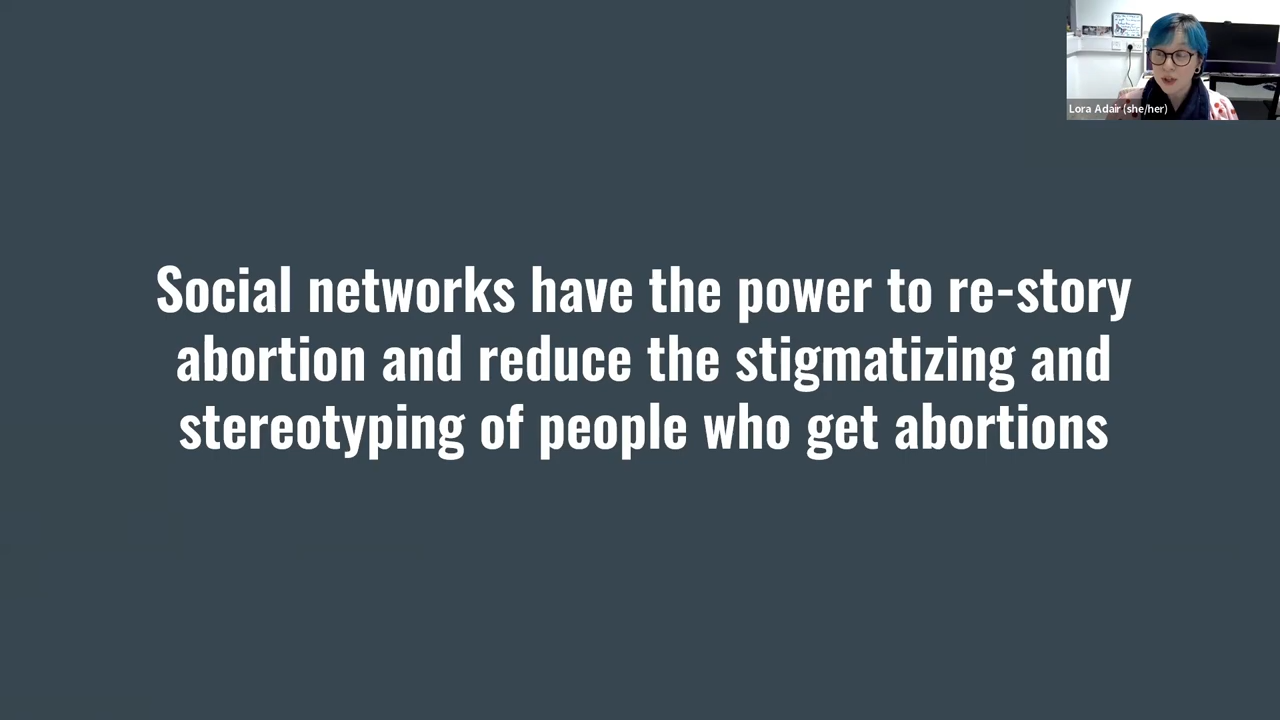 Lora Adair (she/her)
Social networks have the power to re-story
abortion and reduce the stigmatizing and
stereotyping of people who get abortions